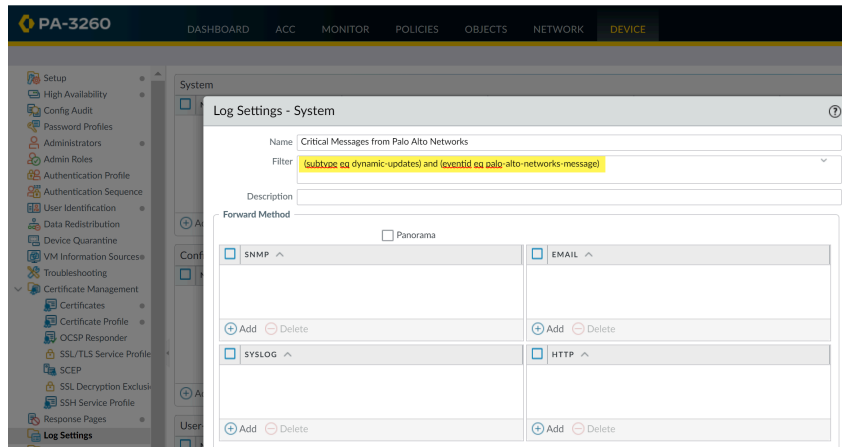 PA-3260
DASHBOARD ACC MONITOR POLICIES OBJECTS NETWORK DEVICE
Setup
High Availability
Config Audit
Password Profiles
Administrators
Admin Roles
Authentication Profile
Authentication Sequence
User Identification
Data Redistribution
Device Quarantine
VM Information Sources
Troubleshooting
Certificate Management
Certificates
Certificate Profile
OCSP Responder
SSL/TLS Service Profile
SCEP
SSL Decryption Exclusi
SSH Service Profile
Response Pages
Log Settings
System
Conf
User-
Log Settings - System
Name Critical Messages from Palo Alto Networks
Filter (subtype eq dynamic-updates) and (eventid eq palo-alto-networks-message)
Description
Forward Method
Panorama
SNMP
EMAIL
Add Delete
Add Delete
SYSLOG
HTTP
Add Delete
Add Delete